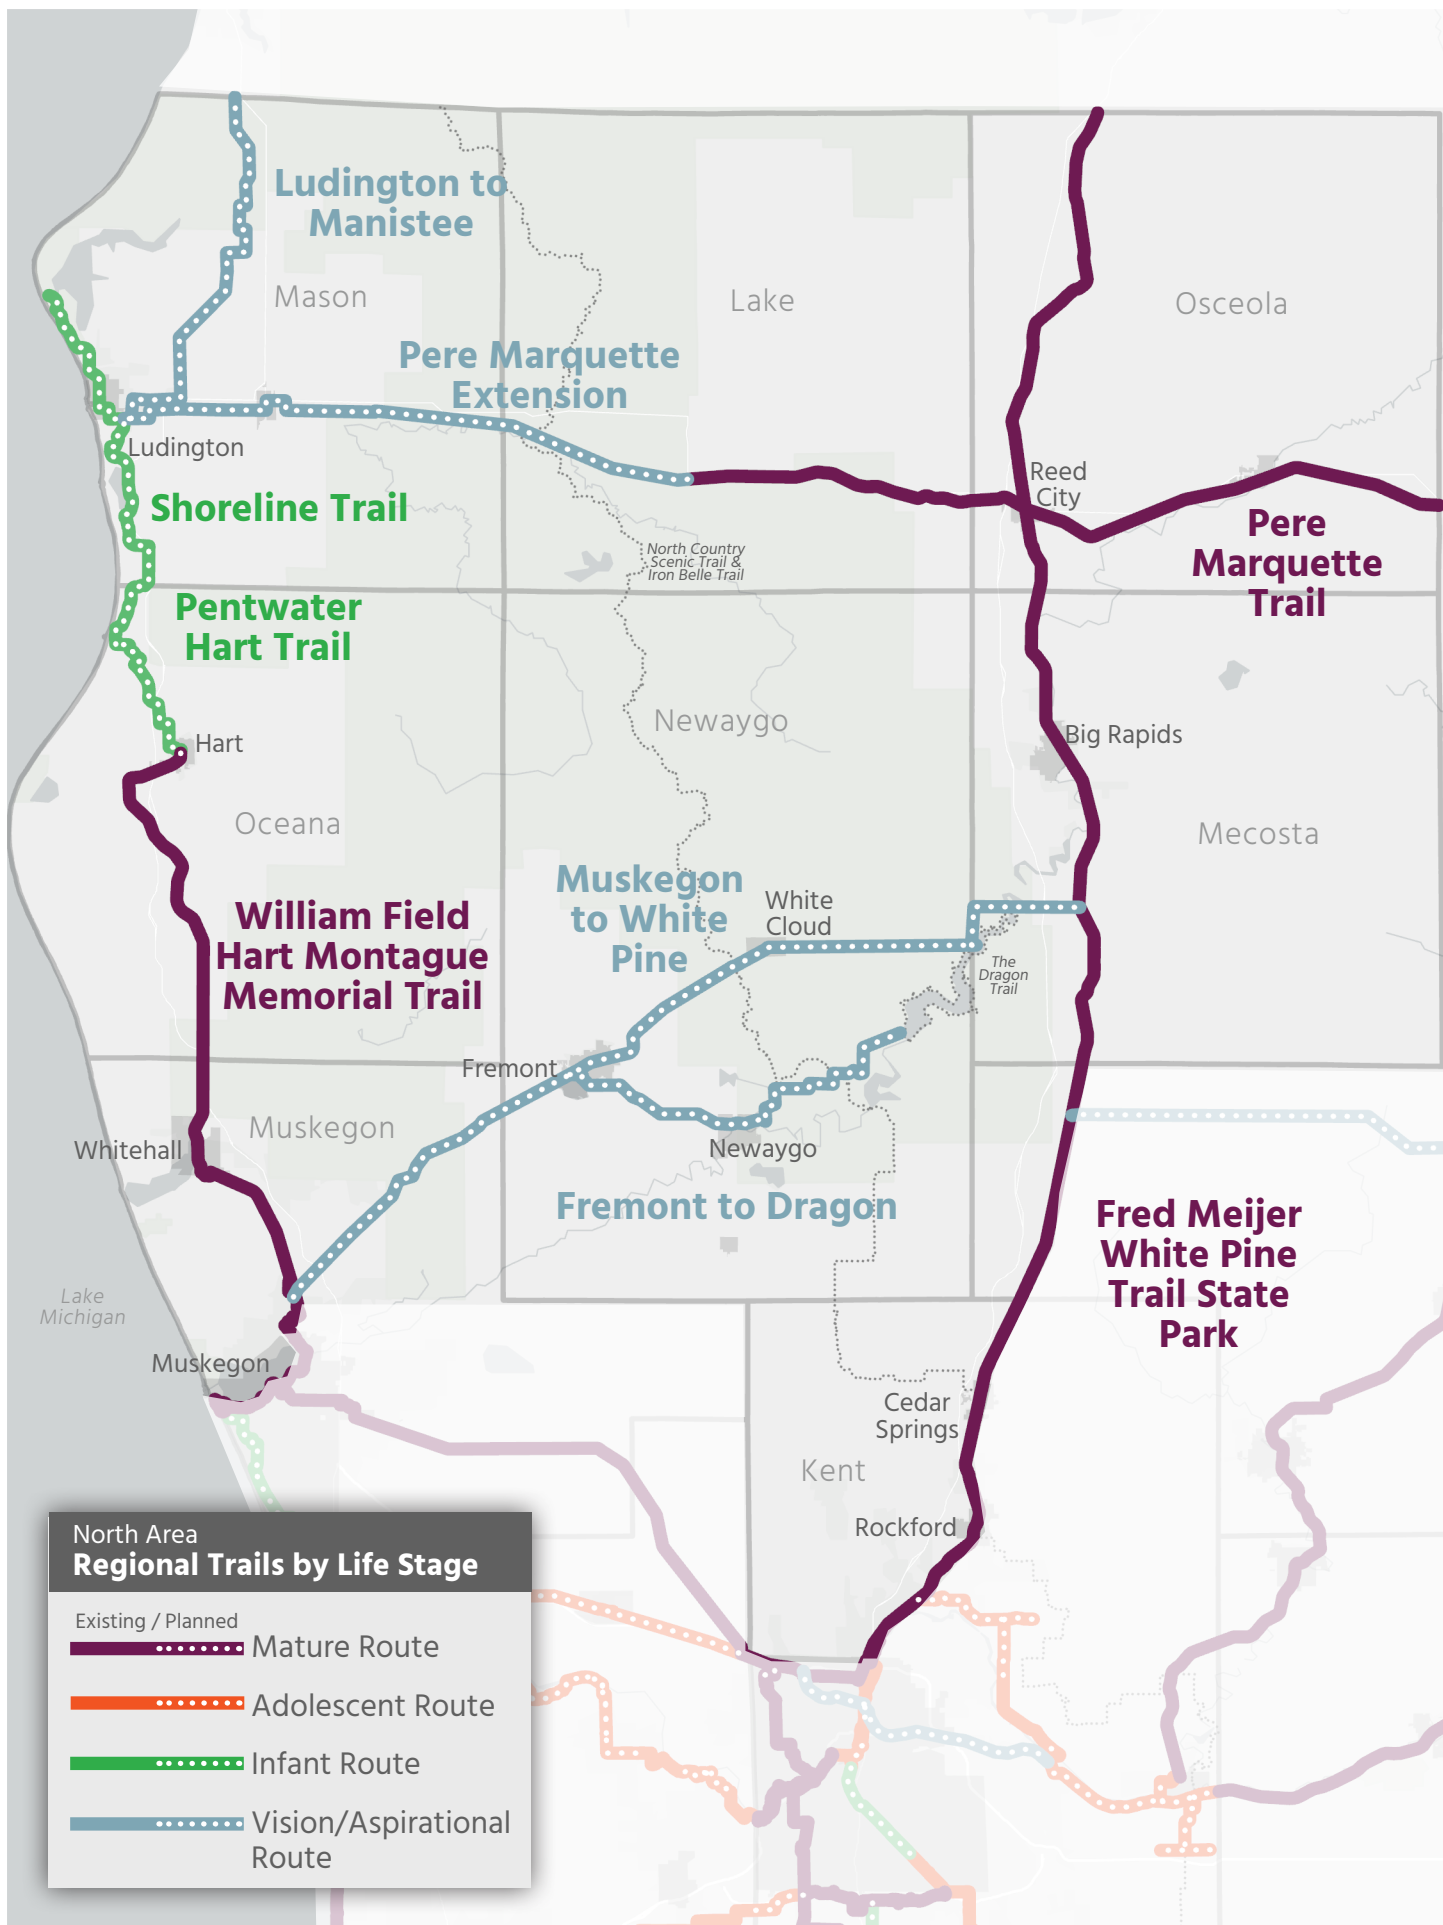 Ludington to
Manistee
Mason
Lake
Osceola
Pere Marquette
Extension
Ludington
Reed
City
Shoreline Trail
Pere
Marquette
Trail
North Country
Scenic Trail &
Iron Belle Trail
Pentwater
Hart Trail
Newaygo
Hart
Big Rapids
Oceana
Mecosta
Muskegon
to White
Pine
White
Cloud
William Field
Hart Montague
Memorial Trail
The
Dragon
Trail
Fremont
Muskegon
Whitehall
Newaygo
Fremont to Dragon
Fred Meijer
White Pine
Trail State
Park
Lake
Michigan
Muskegon
Cedar
Springs
Kent
Rockford
North Area
Regional Trails by Life Stage
Existing / Planned
Mature Route
Adolescent Route
Infant Route
Vision/Aspirational
Route